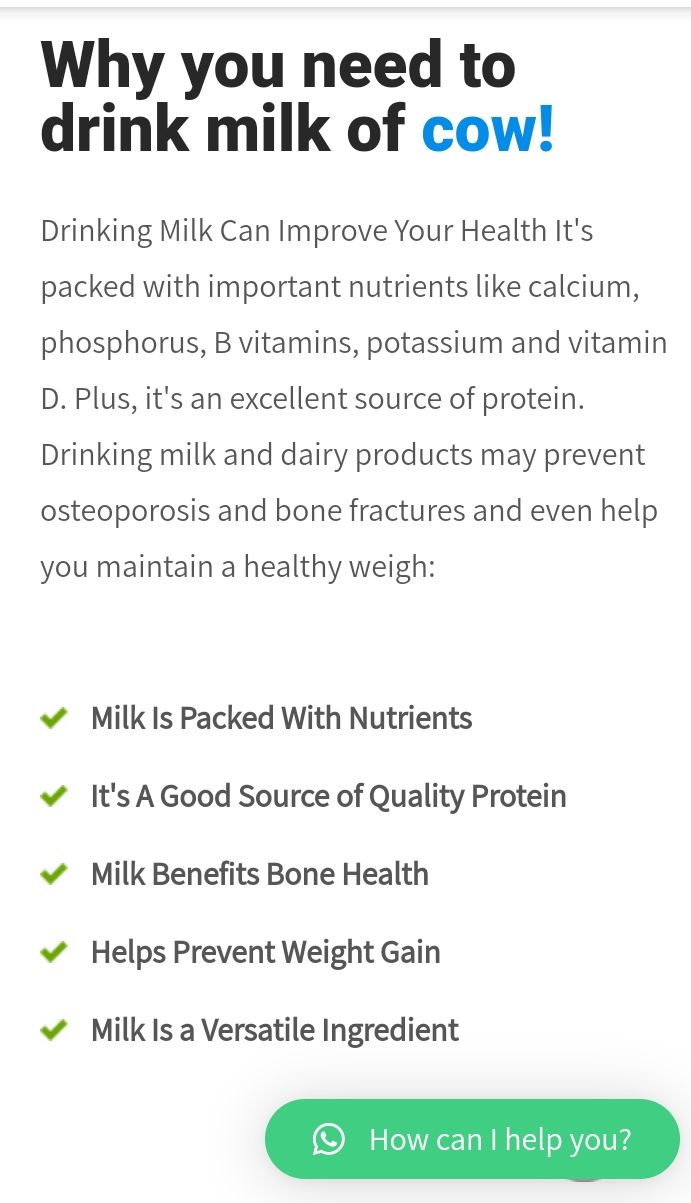 Why you need to
drink milk of cow!
Drinking Milk Can Improve Your Health It's
packed with important nutrients like calcium,
phosphorus, B vitamins, potassium and vitamin
D. Plus, it's an excellent source of protein.
Drinking milk and dairy products may prevent
osteoporosis and bone fractures and even help
you maintain a healthy weigh:
Milk Is Packed With Nutrients
It's A Good Source of Quality Protein
Milk Benefits Bone Health
Helps Prevent Weight Gain
Milk Is a Versatile Ingredient
How can I help you?